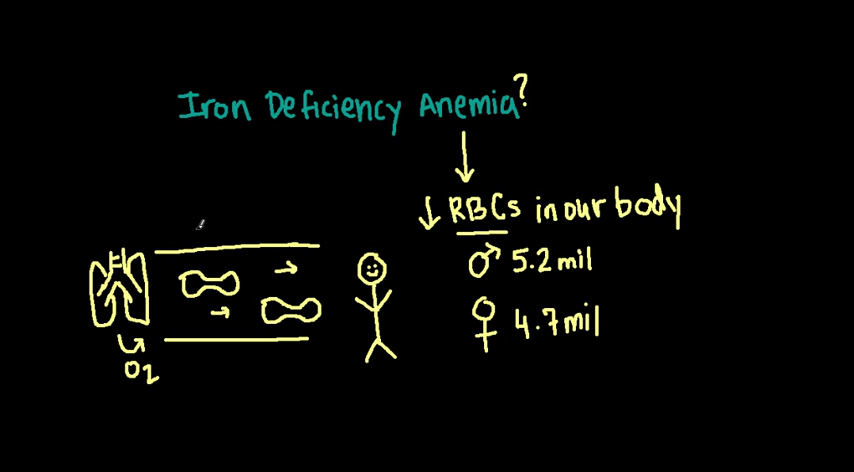 Iron Deficiency Anemia?
↓ RBCs in our body
♂ 5.2 mil
♀ 4.7 mil
O2